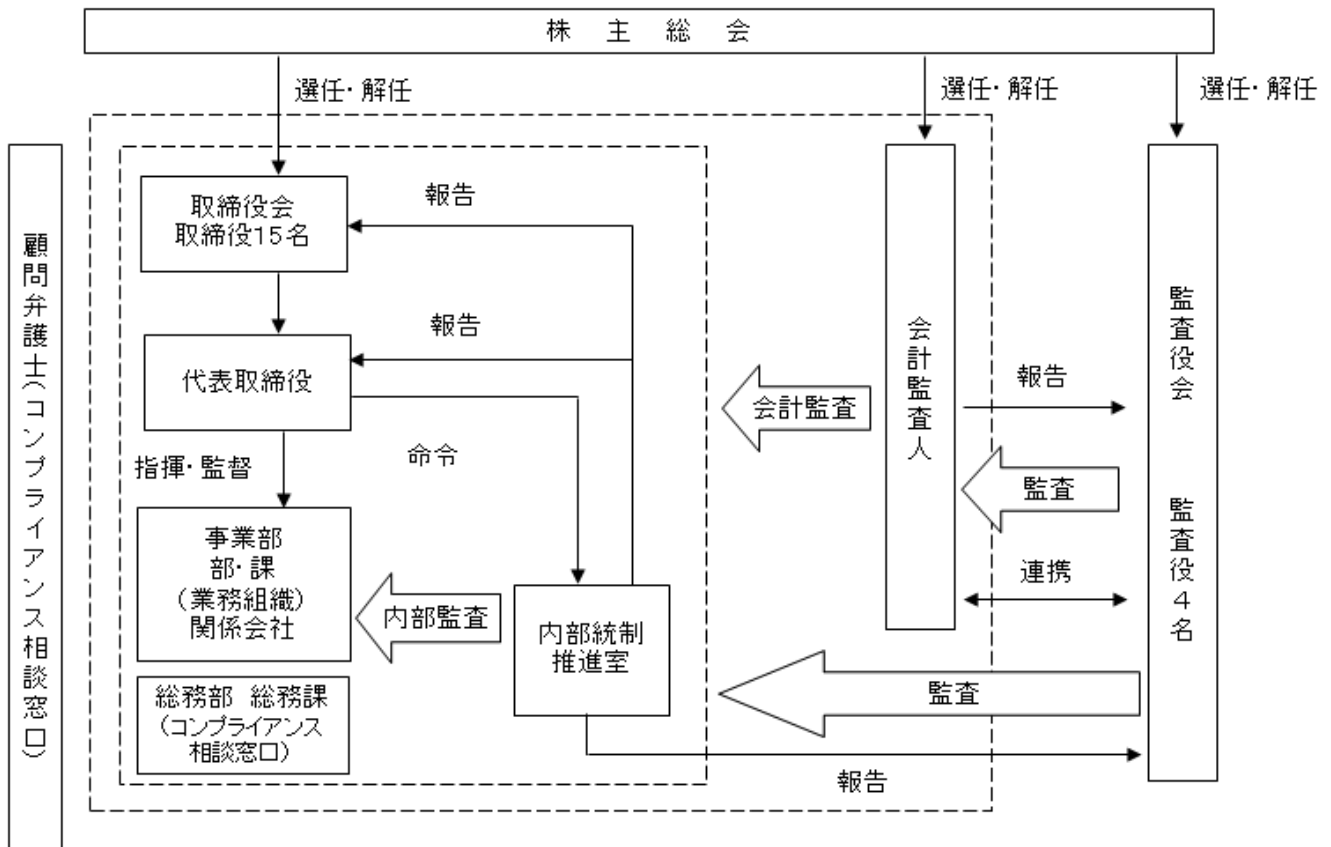 株主総会
選任・解任
選任・解任
選任・解任
顧問弁護士(コンプライアンス相談窓口)
取締役会
取締役15名
報告
代表取締役
報告
会計監査
会計監査人
報告
監査役会 監査役4名
指揮・監督
命令
監査
事業部
部・課
(業務組織)
関係会社
内部監査
内部統制
推進室
連携
監査
総務部 総務課
(コンプライアンス
相談窓口)
報告